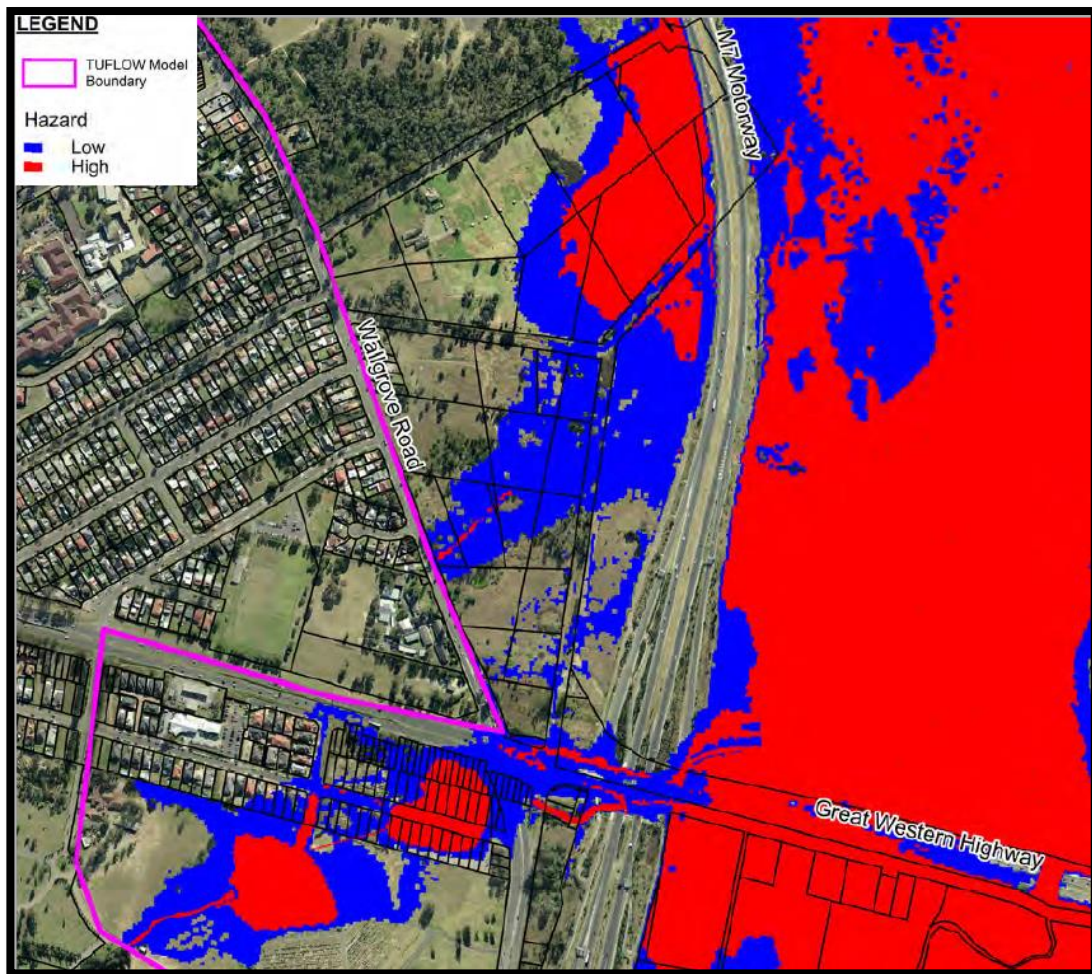 LEGEND
TUFLOW Model
Boundary
Hazard
Low
High
M7 Motorway
Wallgrove Road
Great Western Highway